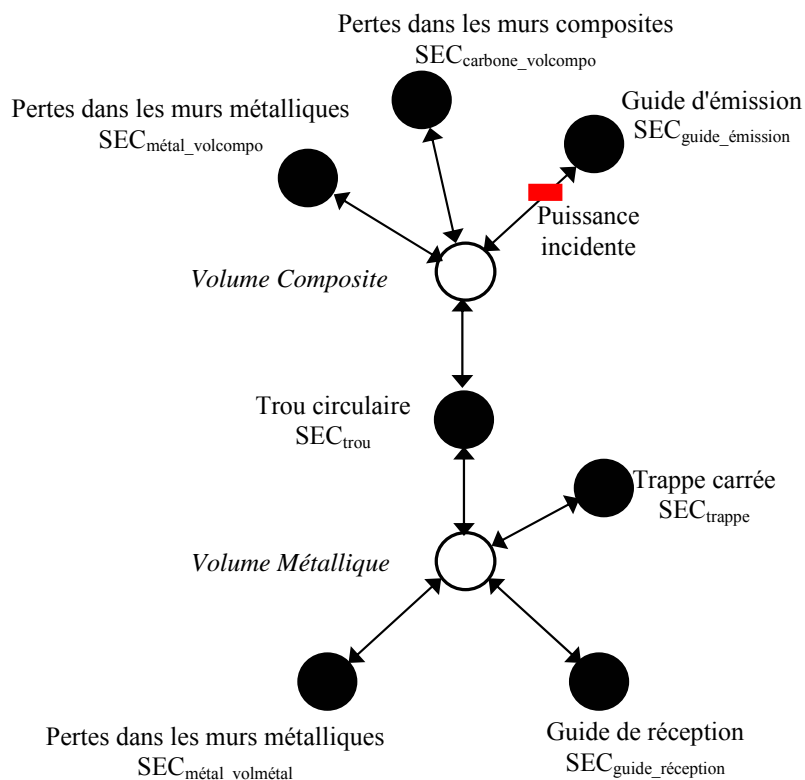 Pertes dans les murs composites
SECcarbone_volcompo
Pertes dans les murs métalliques
SECmétal_volcompo
Guide d'émission
SECguide_émission
Puissance
incidente
Volume Composite
Trou circulaire
SECtrou
Trappe carrée
SECtrappe
Volume Métallique
Pertes dans les murs métalliques
SECmétal_volmétal
Guide de réception
SECguide_réception